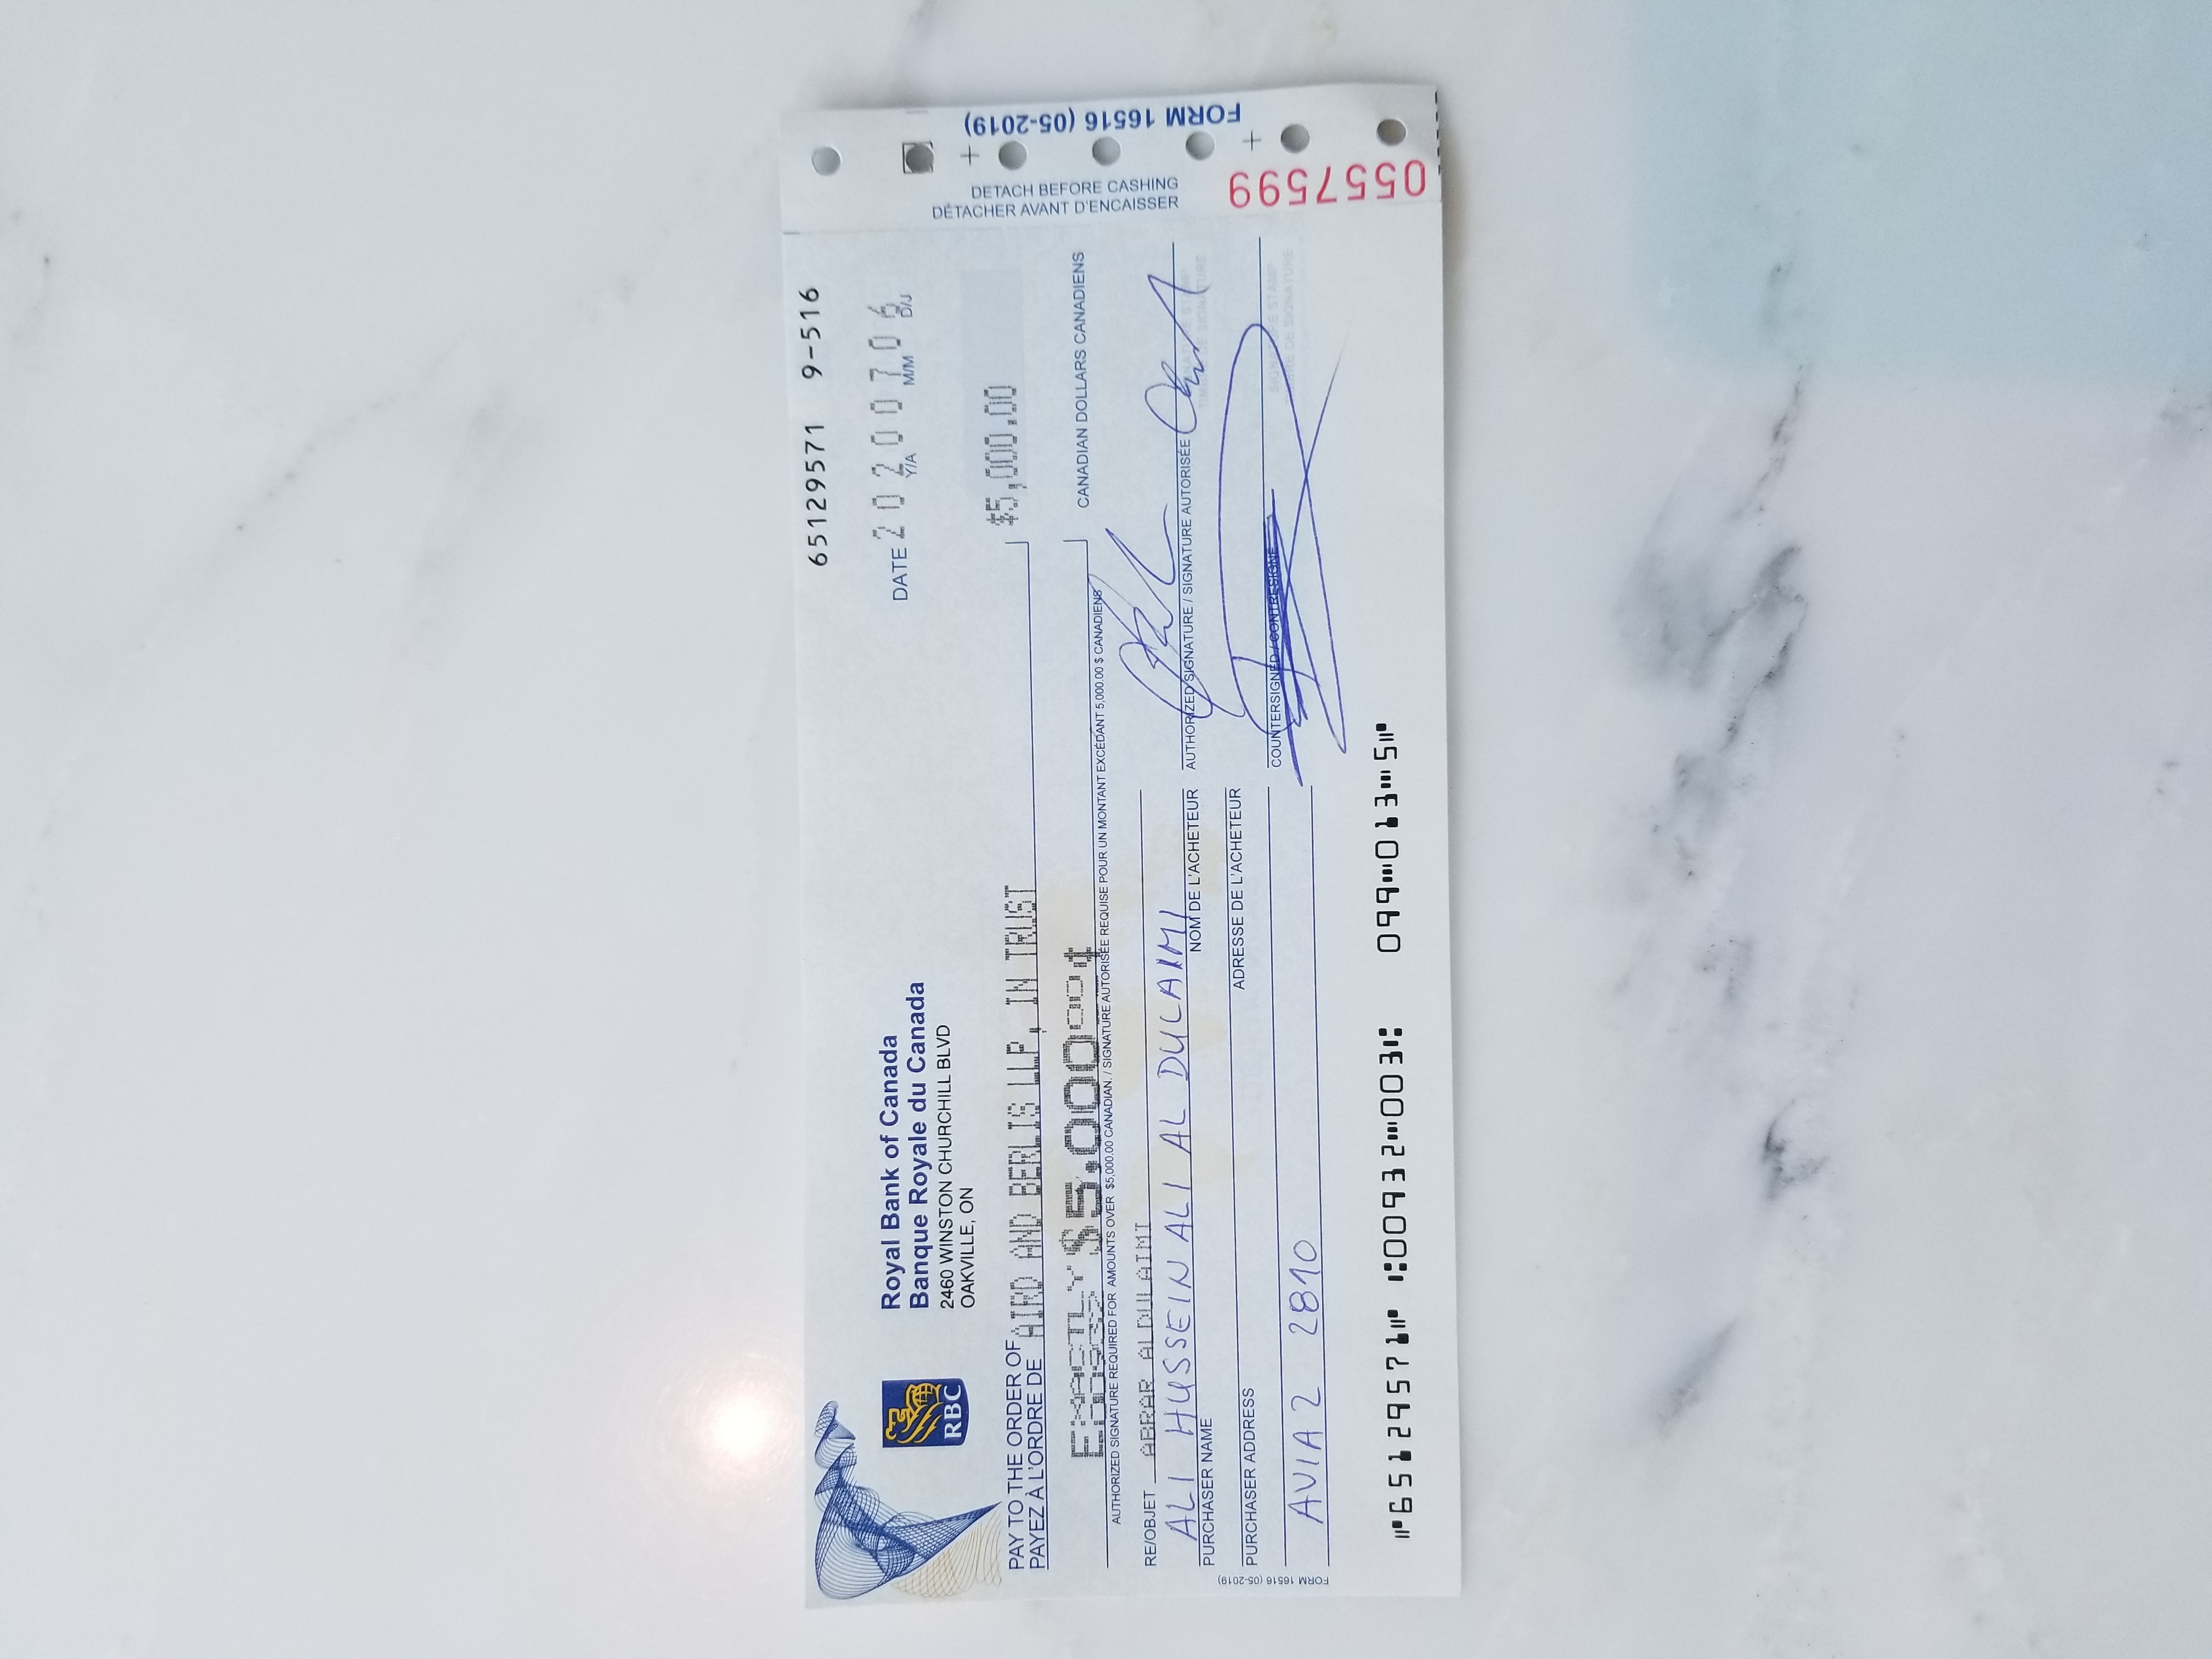 FORM 16516 (05-2019)
DETACH BEFORE CASHING
DÉTACHER AVANT D'ENCAISSER
0557599
65129571 9-516
RBC
Royal Bank of Canada
Banque Royale du Canada
2460 WINSTON CHURCHILL BLVD
OAKVILLE, ON
DATE 20200706
Y/A M/M D/J
PAY TO THE ORDER OF
PAYEZ À L'ORDRE DE AIRD AND BERLIS LLP, IN TRUST
$5,000.00
EXACTLY $5,000
CANADIAN DOLLARS CANADIENS
AUTHORIZED SIGNATURE REQUIRED FOR AMOUNTS OVER $5,000.00 CANADIAN / SIGNATURE AUTORISÉE REQUISE POUR UN MONTANT EXCÉDANT 5,000.00 $ CANADIENS
RE/OBJET ABRAR ALDULAIMI
ALI HUSSEIN ALI AL DULAIMI
PURCHASER NAME NOM DE L'ACHETEUR
AUTHORIZED SIGNATURE / SIGNATURE AUTORISÉE
PURCHASER ADDRESS ADRESSE DE L'ACHETEUR
COUNTERSIGNED / CONTRESIGNÉ
AVIA 2 2810
FORM 16516 (05-2019)
⑈65129571⑈ ⑆00932⑉003⑆ 099⑉013⑉5⑈